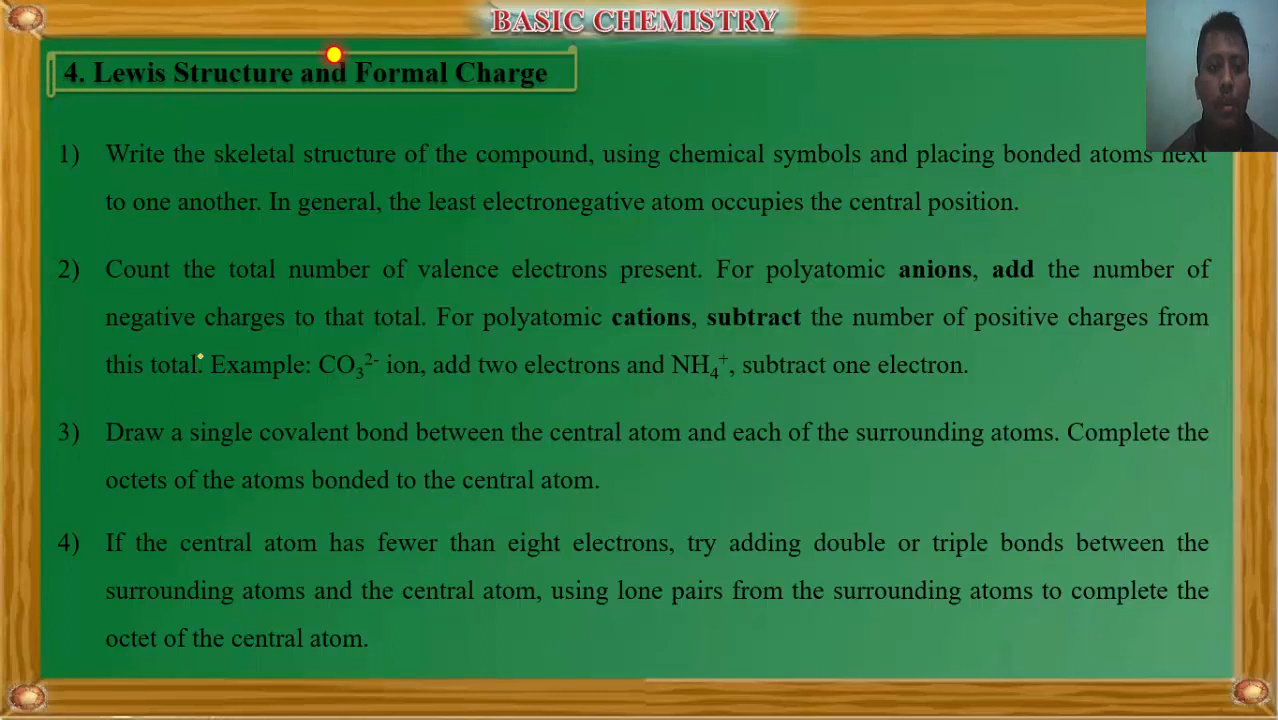 BASIC CHEMISTRY
4. Lewis Structure and Formal Charge
1) Write the skeletal structure of the compound, using chemical symbols and placing bonded atoms next
to one another. In general, the least electronegative atom occupies the central position.
2) Count the total number of valence electrons present. For polyatomic anions, add the number of
negative charges to that total. For polyatomic cations, subtract the number of positive charges from
this total. Example: CO₃²⁻ ion, add two electrons and NH₄⁺, subtract one electron.
3) Draw a single covalent bond between the central atom and each of the surrounding atoms. Complete the
octets of the atoms bonded to the central atom.
4) If the central atom has fewer than eight electrons, try adding double or triple bonds between the
surrounding atoms and the central atom, using lone pairs from the surrounding atoms to complete the
octet of the central atom.